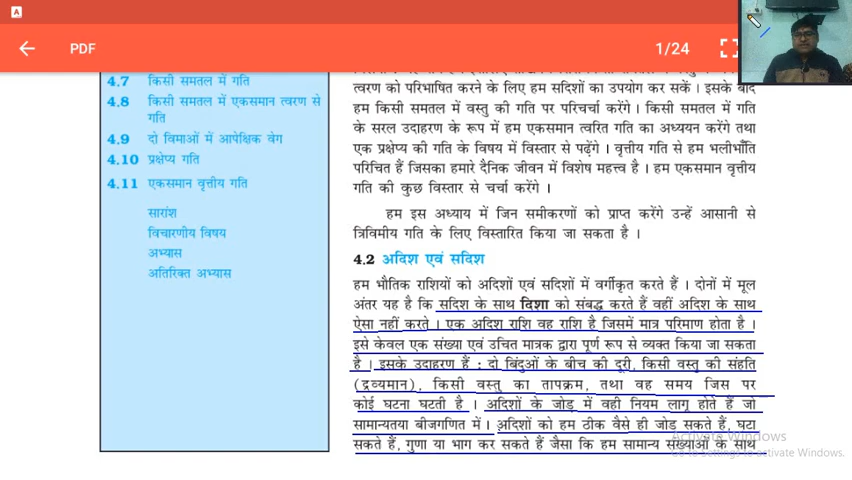 A
PDF
1/24
4.7 किसी समतल में गति
4.8 किसी समतल में एकसमान त्वरण से
गति
4.9 दो विमाओं में आपेक्षिक वेग
4.10 प्रक्षेप्य गति
4.11 एकसमान वृत्तीय गति
सारांश
विचारणीय विषय
अभ्यास
अतिरिक्त अभ्यास
त्वरण को परिभाषित करने के लिए हम सदिशों का उपयोग कर सकें । इसके बाद
हम किसी समतल में वस्तु की गति पर परिचर्चा करेंगे । किसी समतल में गति
के सरल उदाहरण के रूप में हम एकसमान त्वरित गति का अध्ययन करेंगे तथा
एक प्रक्षेप्य की गति के विषय में विस्तार से पढ़ेंगे । वृत्तीय गति से हम भलीभाँति
परिचित हैं जिसका हमारे दैनिक जीवन में विशेष महत्त्व है । हम एकसमान वृत्तीय
गति की कुछ विस्तार से चर्चा करेंगे ।
हम इस अध्याय में जिन समीकरणों को प्राप्त करेंगे उन्हें आसानी से
त्रिविमीय गति के लिए विस्तारित किया जा सकता है ।
4.2 अदिश एवं सदिश
हम भौतिक राशियों को अदिशों एवं सदिशों में वर्गीकृत करते हैं । दोनों में मूल
अंतर यह है कि सदिश के साथ दिशा को संबद्ध करते हैं वहीं अदिश के साथ
ऐसा नहीं करते । एक अदिश राशि वह राशि है जिसमें मात्र परिमाण होता है ।
इसे केवल एक संख्या एवं उचित मात्रक द्वारा पूर्ण रूप से व्यक्त किया जा सकता
है । इसके उदाहरण हैं : दो बिंदुओं के बीच की दूरी, किसी वस्तु की संहति
(द्रव्यमान), किसी वस्तु का तापक्रम, तथा वह समय जिस पर
कोई घटना घटती है । अदिशों के जोड़ में वही नियम लागू होते हैं जो
सामान्यतया बीजगणित में । अदिशों को हम ठीक वैसे ही जोड़ सकते हैं, घटा
सकते हैं, गुणा या भाग कर सकते हैं जैसा कि हम सामान्य संख्याओं के साथ
Activate Windows
Go to Settings to activate Windows.